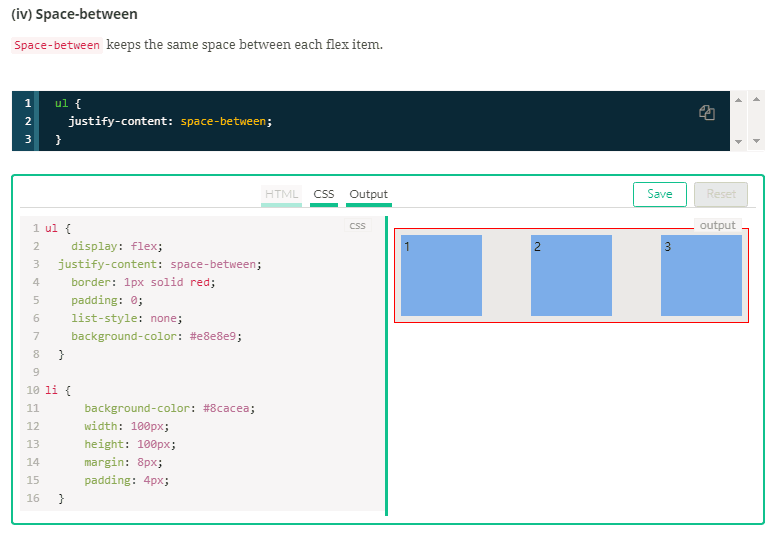 (iv) Space-between
Space-between keeps the same space between each flex item.
1 ul {
2 justify-content: space-between;
3 }
HTML CSS Output Save Reset
css
1 ul {
2 display: flex;
3 justify-content: space-between;
4 border: 1px solid red;
5 padding: 0;
6 list-style: none;
7 background-color: #e8e8e9;
8 }
9
10 li {
11 background-color: #8cacea;
12 width: 100px;
13 height: 100px;
14 margin: 8px;
15 padding: 4px;
16 }
output
1 2 3